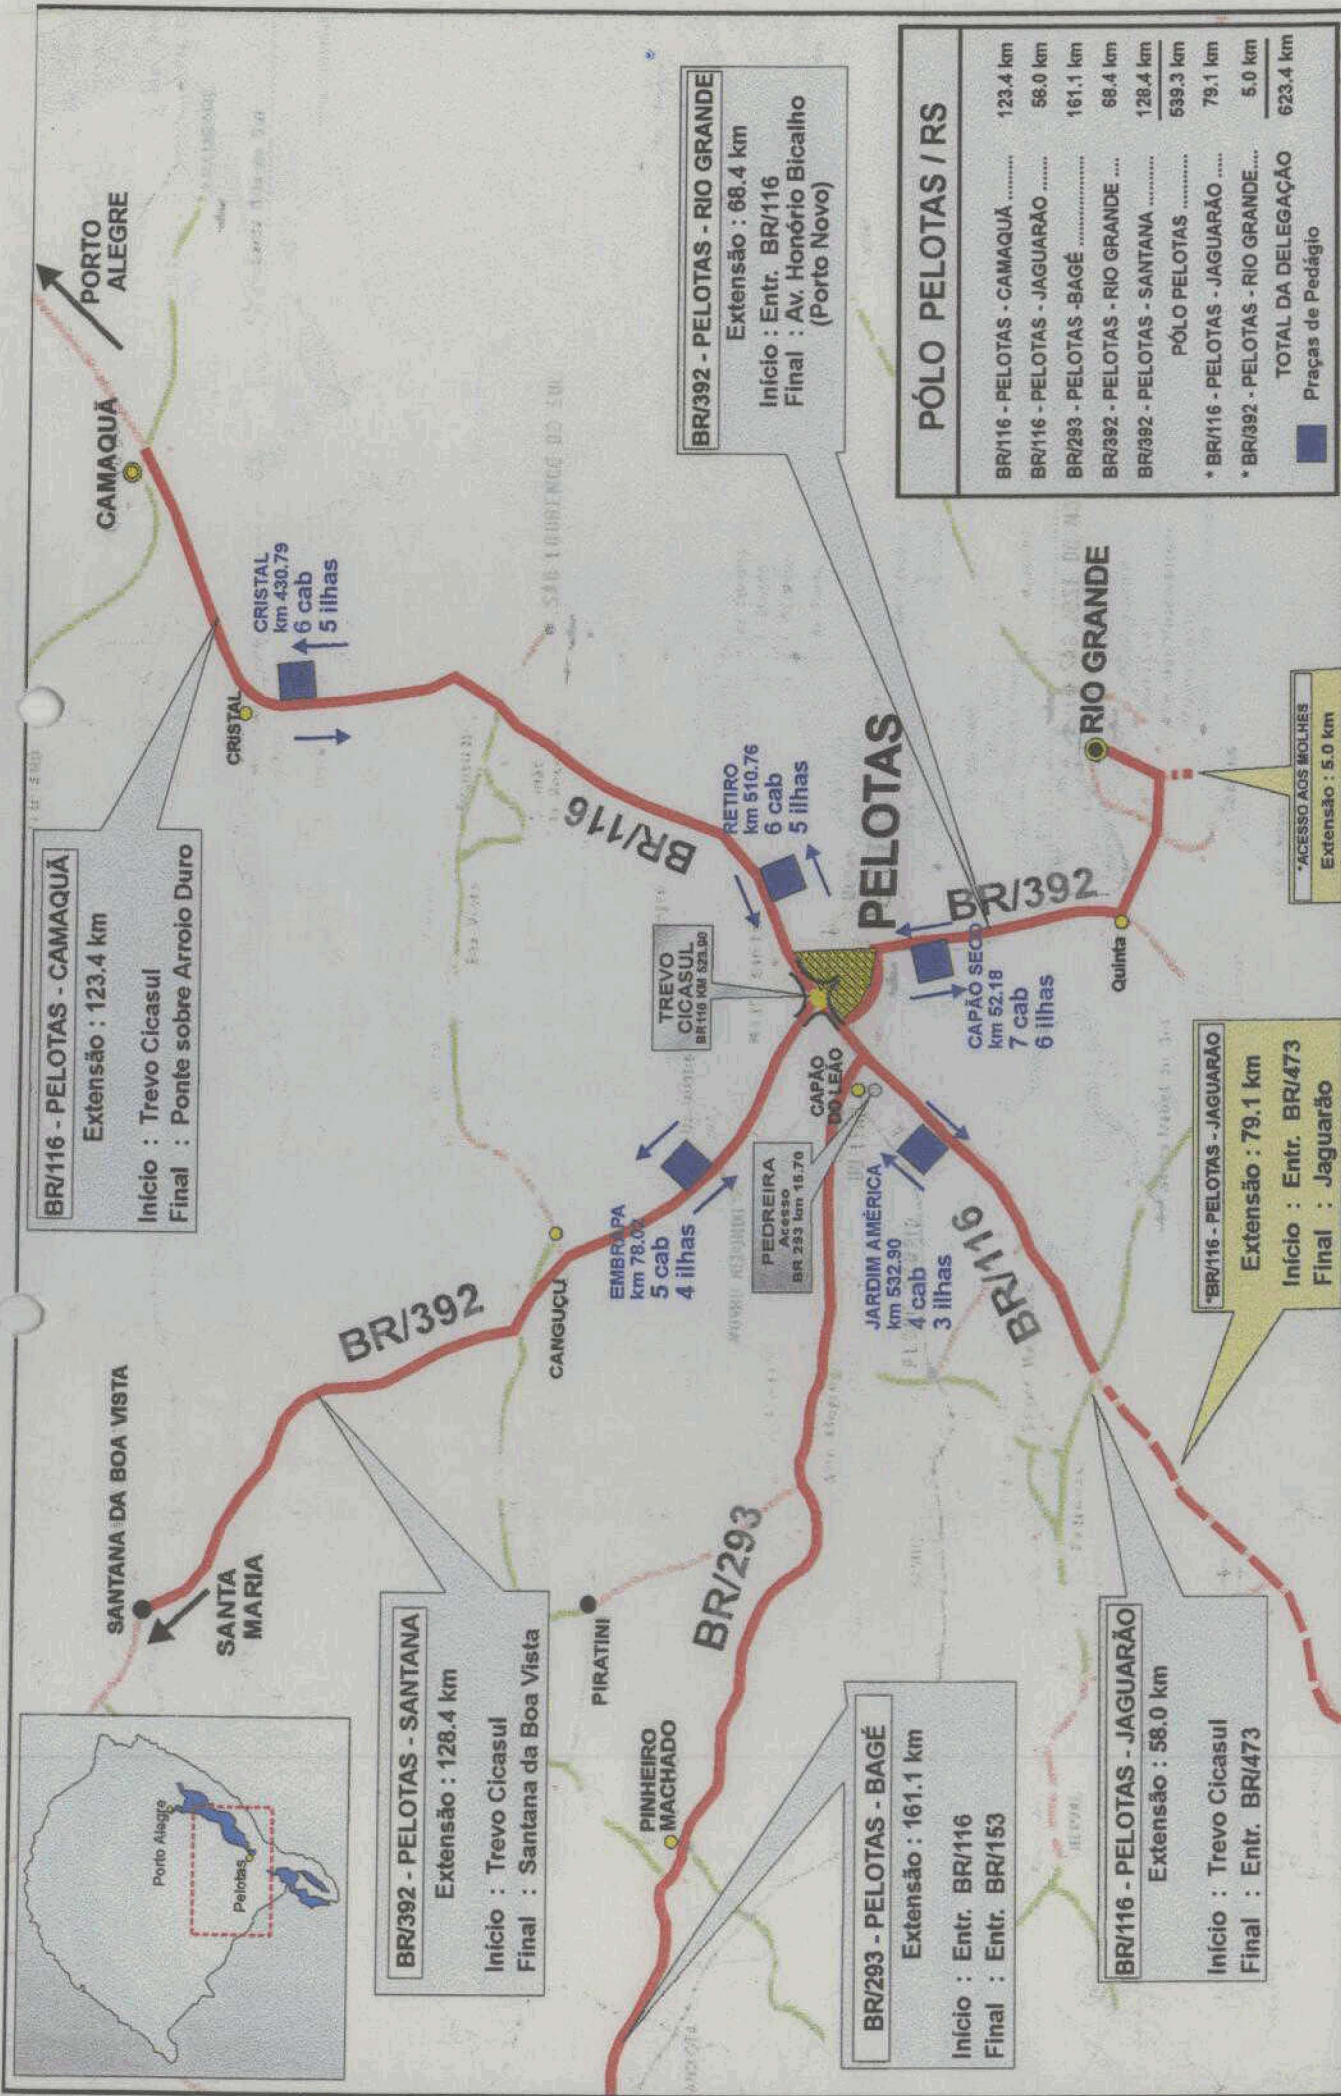 PORTO
ALEGRE
CAMAQUÃ
SANTANA DA BOA VISTA
SANTA
MARIA
Porto Alegre
Pelotas
BR/116 - PELOTAS - CAMAQUÃ
Extensão : 123.4 km
Início : Trevo Cicasul
Final : Ponte sobre Arroio Duro
CRISTAL
CRISTAL
km 430.79
6 cab
5 ilhas
BR/392
BR/116
BR/392 - PELOTAS - SANTANA
Extensão : 128.4 km
Início : Trevo Cicasul
Final : Santana da Boa Vista
CANGUÇU
PIRATINI
EMBRAPA
km 78.02
5 cab
4 ilhas
TREVO
CICASUL
BR 116 KM 523.90
RETIRO
km 510.76
6 cab
5 ilhas
BR/392 - PELOTAS - RIO GRANDE
Extensão : 68.4 km
Início : Entr. BR/116
Final : Av. Honório Bicalho
(Porto Novo)
PINHEIRO
MACHADO
BR/293
PEDREIRA
Acesso
BR 293 km 15.70
CAPÃO
DO LEÃO
PELOTAS
BR/293 - PELOTAS - BAGÉ
Extensão : 161.1 km
Início : Entr. BR/116
Final : Entr. BR/153
JARDIM AMÉRICA
km 532.90
4 cab
3 ilhas
BR/116
CAPÃO SECO
km 52.18
7 cab
6 ilhas
BR/392
Quinta
RIO GRANDE
BR/116 - PELOTAS - JAGUARÃO
Extensão : 58.0 km
Início : Trevo Cicasul
Final : Entr. BR/473
*BR/116 - PELOTAS - JAGUARÃO
Extensão : 79.1 km
Início : Entr. BR/473
Final : Jaguarão
*ACESSO AOS MOLHES
Extensão : 5.0 km
PÓLO PELOTAS / RS
BR/116 - PELOTAS - CAMAQUÃ .......... 123.4 km
BR/116 - PELOTAS - JAGUARÃO ....... 58.0 km
BR/293 - PELOTAS -BAGÉ .................. 161.1 km
BR/392 - PELOTAS - RIO GRANDE .... 68.4 km
BR/392 - PELOTAS - SANTANA .......... 128.4 km
PÓLO PELOTAS ............ 539.3 km
* BR/116 - PELOTAS - JAGUARÃO ..... 79.1 km
* BR/392 - PELOTAS - RIO GRANDE.... 5.0 km
TOTAL DA DELEGAÇÃO 623.4 km
Praças de Pedágio